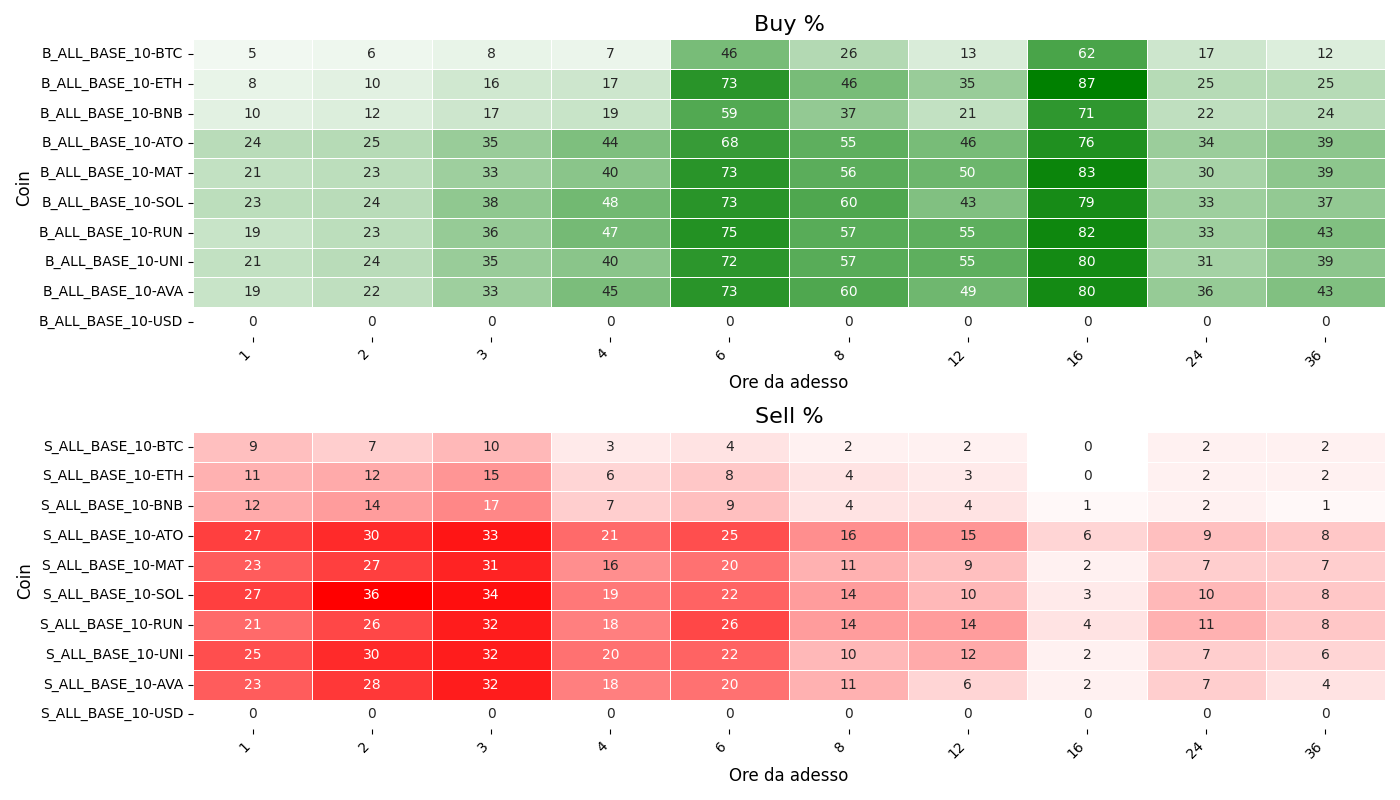 Buy %
Coin
B_ALL_BASE_10-BTC 5 6 8 7 46 26 13 62 17 12
B_ALL_BASE_10-ETH 8 10 16 17 73 46 35 87 25 25
B_ALL_BASE_10-BNB 10 12 17 19 59 37 21 71 22 24
B_ALL_BASE_10-ATO 24 25 35 44 68 55 46 76 34 39
B_ALL_BASE_10-MAT 21 23 33 40 73 56 50 83 30 39
B_ALL_BASE_10-SOL 23 24 38 48 73 60 43 79 33 37
B_ALL_BASE_10-RUN 19 23 36 47 75 57 55 82 33 43
B_ALL_BASE_10-UNI 21 24 35 40 72 57 55 80 31 39
B_ALL_BASE_10-AVA 19 22 33 45 73 60 49 80 36 43
B_ALL_BASE_10-USD 0 0 0 0 0 0 0 0 0 0
1 2 3 4 6 8 12 16 24 36
Ore da adesso
Sell %
Coin
S_ALL_BASE_10-BTC 9 7 10 3 4 2 2 0 2 2
S_ALL_BASE_10-ETH 11 12 15 6 8 4 3 0 2 2
S_ALL_BASE_10-BNB 12 14 17 7 9 4 4 1 2 1
S_ALL_BASE_10-ATO 27 30 33 21 25 16 15 6 9 8
S_ALL_BASE_10-MAT 23 27 31 16 20 11 9 2 7 7
S_ALL_BASE_10-SOL 27 36 34 19 22 14 10 3 10 8
S_ALL_BASE_10-RUN 21 26 32 18 26 14 14 4 11 8
S_ALL_BASE_10-UNI 25 30 32 20 22 10 12 2 7 6
S_ALL_BASE_10-AVA 23 28 32 18 20 11 6 2 7 4
S_ALL_BASE_10-USD 0 0 0 0 0 0 0 0 0 0
1 2 3 4 6 8 12 16 24 36
Ore da adesso